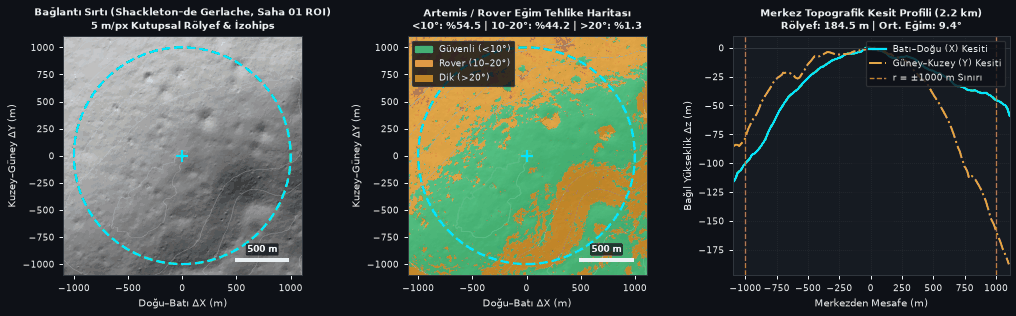 Bağlantı Sırtı (Shackleton–de Gerlache, Saha 01 ROI)
5 m/px Kutupsal Rölyef & İzohips
1000
750
500
250
0
−250
−500
−750
−1000
Kuzey–Güney ΔY (m)
500 m
−1000
−500
0
500
1000
Doğu–Batı ΔX (m)
Artemis / Rover Eğim Tehlike Haritası
<10°: %54.5 | 10–20°: %44.2 | >20°: %1.3
Güvenli (<10°)
Rover (10–20°)
Dik (>20°)
1000
750
500
250
0
−250
−500
−750
−1000
Kuzey–Güney ΔY (m)
500 m
−1000
−500
0
500
1000
Doğu–Batı ΔX (m)
Merkez Topografik Kesit Profili (2.2 km)
Rölyef: 184.5 m | Ort. Eğim: 9.4°
Batı–Doğu (X) Kesiti
Güney–Kuzey (Y) Kesiti
r = ±1000 m Sınırı
0
−25
−50
−75
−100
−125
−150
−175
Bağıl Yükseklik Δz (m)
−1000
−750
−500
−250
0
250
500
750
1000
Merkezden Mesafe (m)